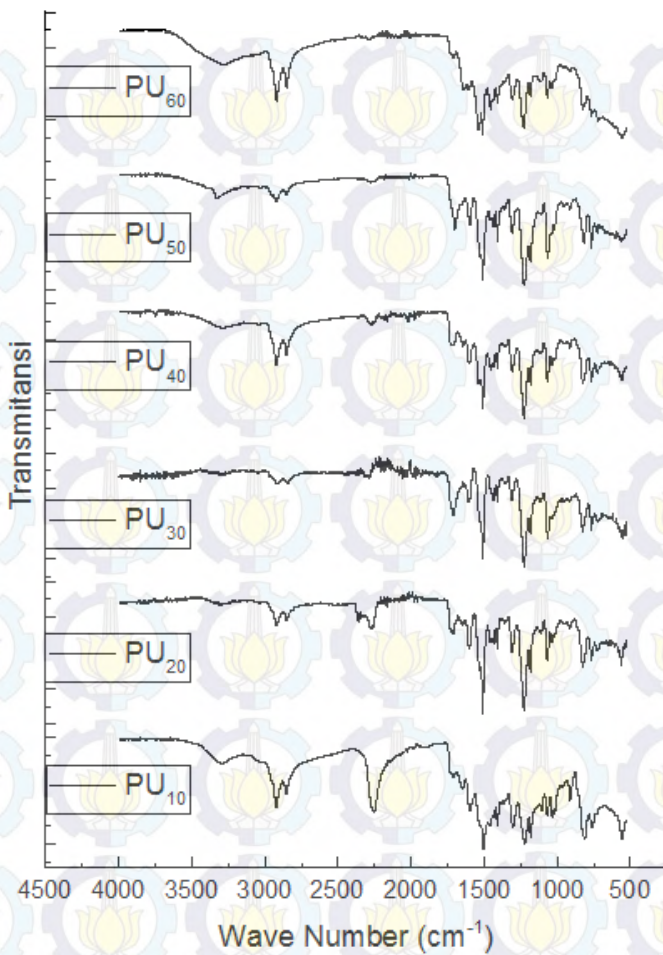 PU₆₀
PU₅₀
PU₄₀
PU₃₀
PU₂₀
PU₁₀
Transmitansi
4500 4000 3500 3000 2500 2000 1500 1000 500
Wave Number (cm⁻¹)